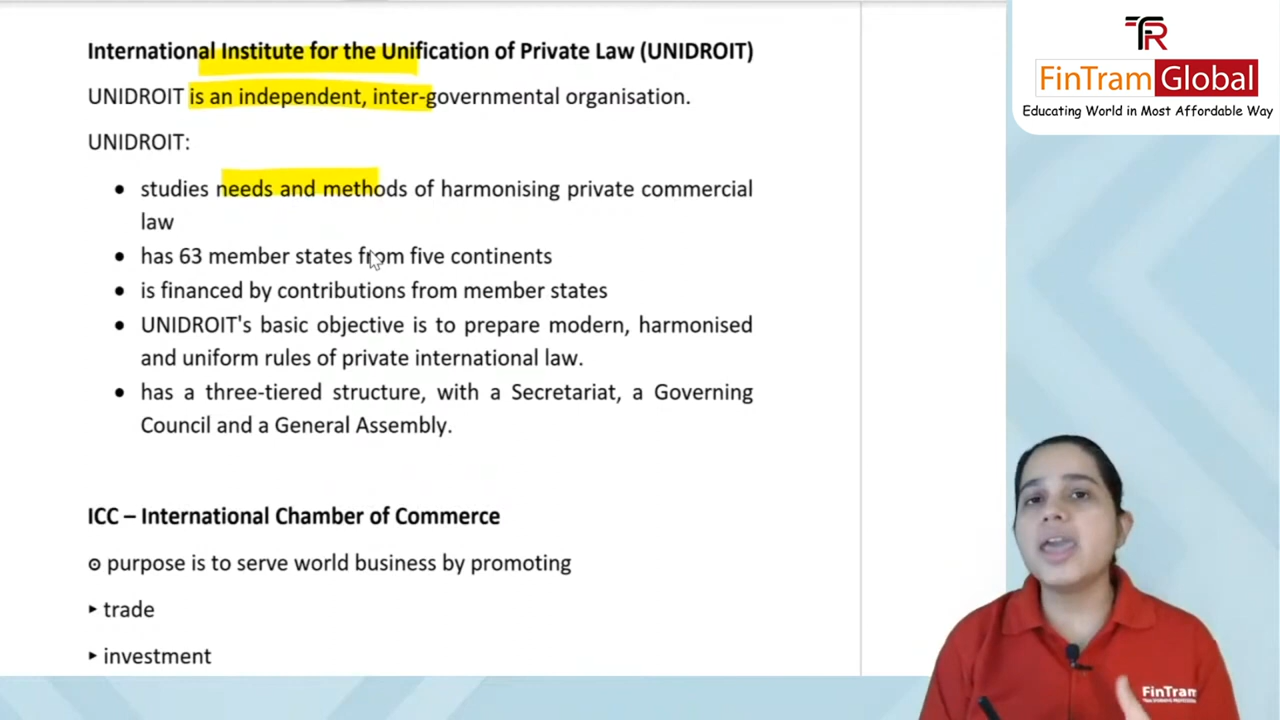 International Institute for the Unification of Private Law (UNIDROIT)
UNIDROIT is an independent, inter-governmental organisation.
UNIDROIT:
• studies needs and methods of harmonising private commercial
law
• has 63 member states from five continents
• is financed by contributions from member states
• UNIDROIT's basic objective is to prepare modern, harmonised
and uniform rules of private international law.
• has a three-tiered structure, with a Secretariat, a Governing
Council and a General Assembly.
ICC – International Chamber of Commerce
⊙ purpose is to serve world business by promoting
‣ trade
‣ investment
FinTram Global
Educating World in Most Affordable Way
FinTram